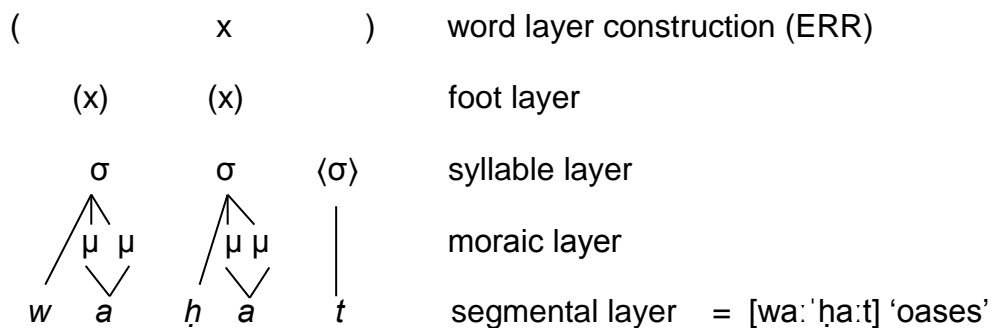 ( x ) word layer construction (ERR)
(x) (x) foot layer
σ σ ⟨σ⟩ syllable layer
μ μ μ μ moraic layer
w a ḥ a t segmental layer = [waːˈḥaːt] ‘oases’